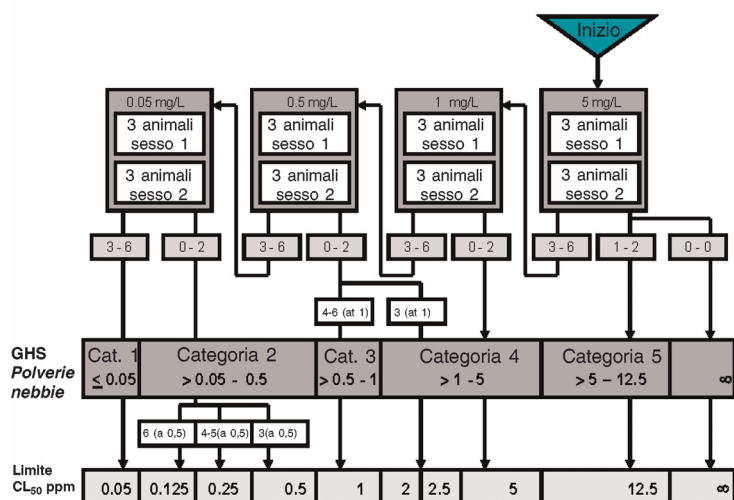 Inizio
0.05 mg/L
0.5 mg/L
1 mg/L
5 mg/L
3 animali
sesso 1
3 animali
sesso 1
3 animali
sesso 1
3 animali
sesso 1
3 animali
sesso 2
3 animali
sesso 2
3 animali
sesso 2
3 animali
sesso 2
3 - 6
0 - 2
3 - 6
0 - 2
3 - 6
0 - 2
3 - 6
1 - 2
0 - 0
4-6 (at 1)
3 (at 1)
GHS
Polverie
nebbie
Cat. 1
≤ 0.05
Categoria 2
> 0.05 - 0.5
Cat. 3
> 0.5 - 1
Categoria 4
> 1 - 5
Categoria 5
> 5 – 12.5
∞
6 (a 0,5)
4-5(a 0,5)
3(a 0,5)
Limite
CL50 ppm
0.05
0.125
0.25
0.5
1
2
2.5
5
12.5
∞